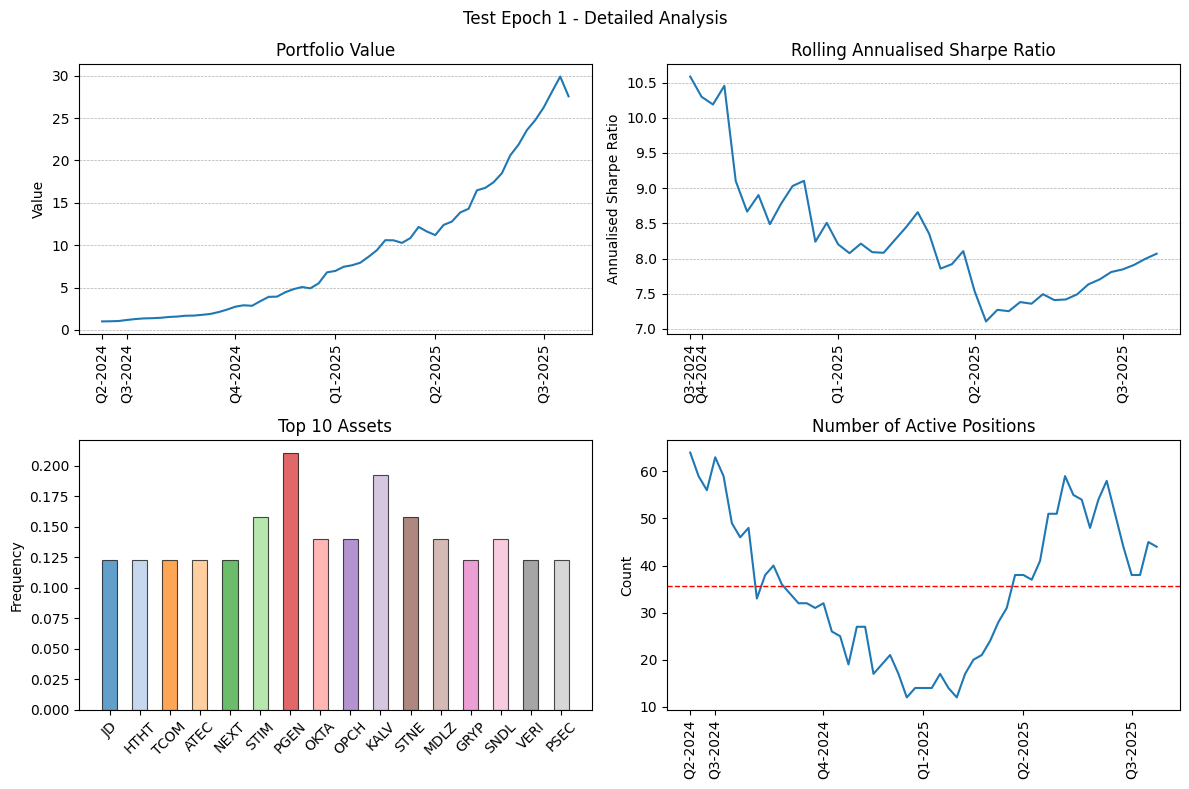 Test Epoch 1 - Detailed Analysis
Portfolio Value
Value
30
25
20
15
10
5
0
Q2-2024
Q3-2024
Q4-2024
Q1-2025
Q2-2025
Q3-2025
Rolling Annualised Sharpe Ratio
Annualised Sharpe Ratio
10.5
10.0
9.5
9.0
8.5
8.0
7.5
7.0
Q3-2024
Q4-2024
Q1-2025
Q2-2025
Q3-2025
Top 10 Assets
Frequency
0.200
0.175
0.150
0.125
0.100
0.075
0.050
0.025
0.000
JD
HTHT
TCOM
ATEC
NEXT
STIM
PGEN
OKTA
OPCH
KALV
STNE
MDLZ
GRYP
SNDL
VERI
PSEC
Number of Active Positions
Count
60
50
40
30
20
10
Q2-2024
Q3-2024
Q4-2024
Q1-2025
Q2-2025
Q3-2025